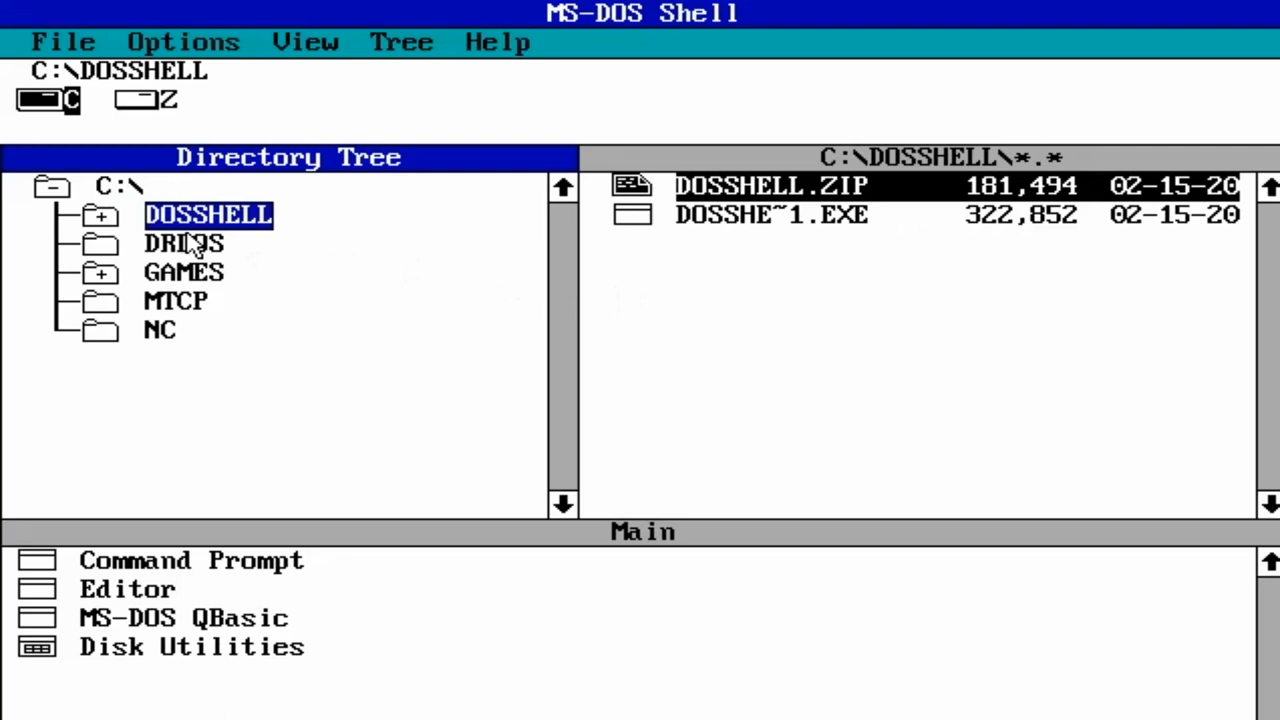 MS-DOS Shell
File Options View Tree Help
C:\DOSSHELL
C Z
Directory Tree
C:\DOSSHELL\*.*
C:\
DOSSHELL
GAMES
MTCP
NC
DOSSHELL.ZIP 181,494 02-15-20
DOSSHE~1.EXE 322,852 02-15-20
Main
Command Prompt
Editor
MS-DOS QBasic
Disk Utilities